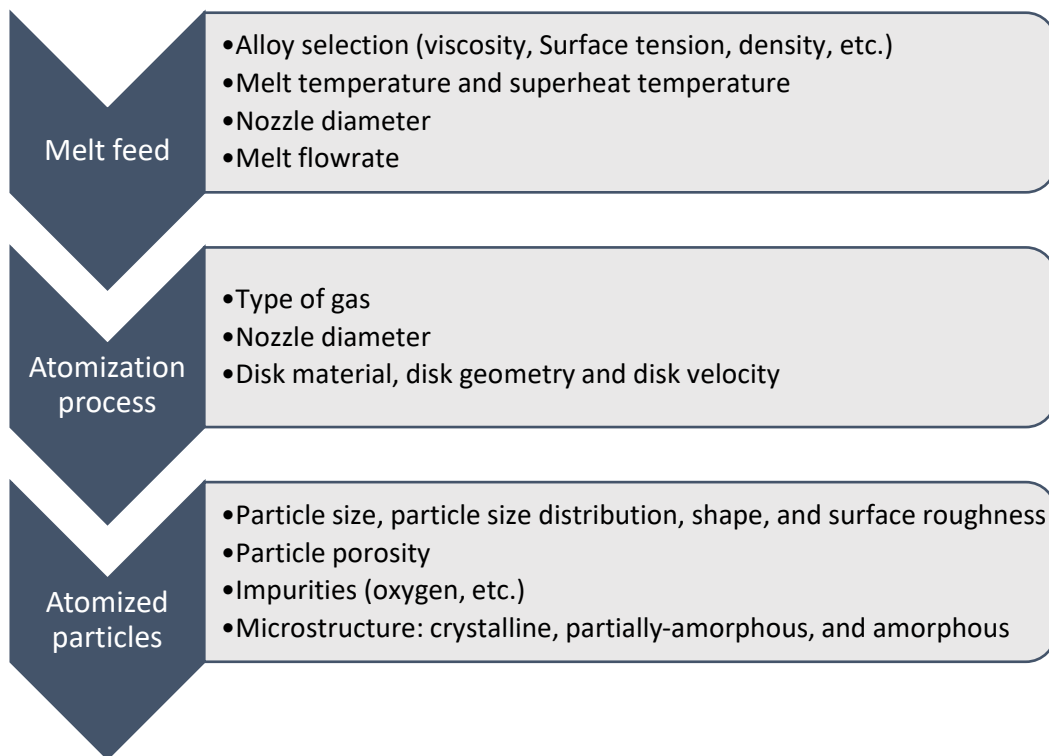 Melt feed
•Alloy selection (viscosity, Surface tension, density, etc.)
•Melt temperature and superheat temperature
•Nozzle diameter
•Melt flowrate
Atomization
process
•Type of gas
•Nozzle diameter
•Disk material, disk geometry and disk velocity
Atomized
particles
•Particle size, particle size distribution, shape, and surface roughness
•Particle porosity
•Impurities (oxygen, etc.)
•Microstructure: crystalline, partially-amorphous, and amorphous